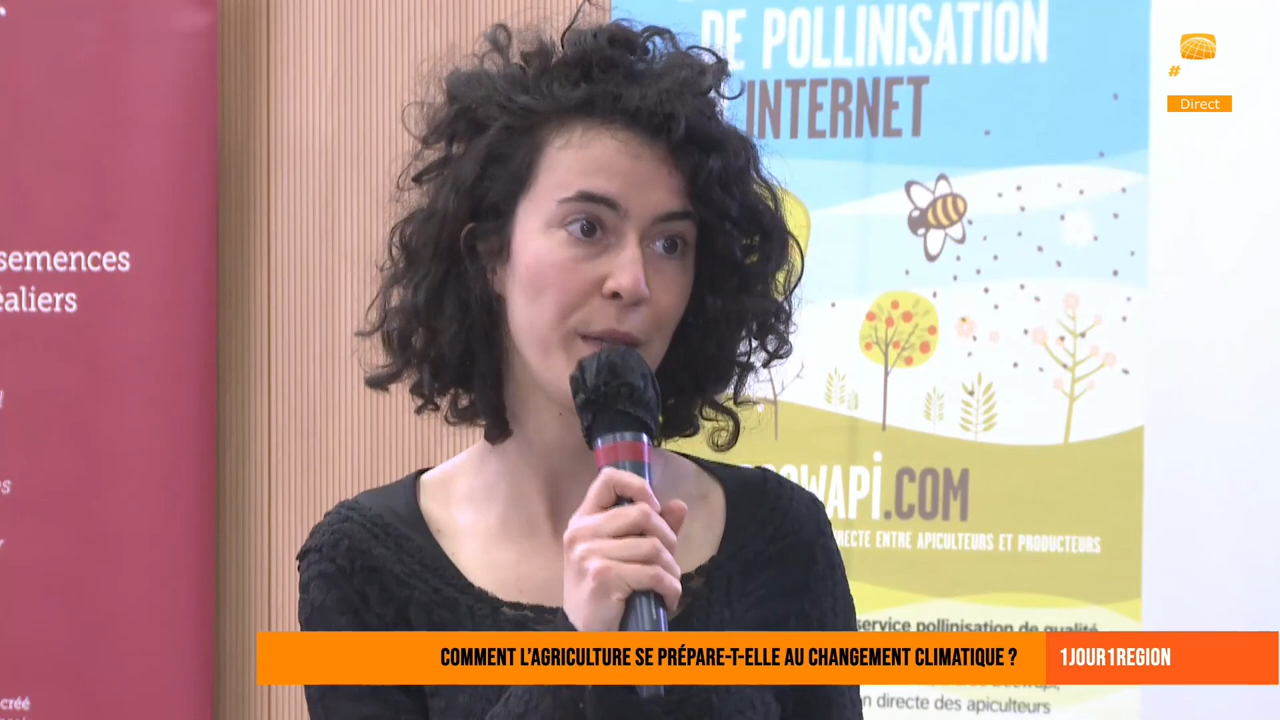 DE POLLINISATION
INTERNET
#
Direct
semences
éaliers
.COM
ENTRE APICULTEURS ET PRODUCTEURS
service pollinisation de qualité
COMMENT L'AGRICULTURE SE PRÉPARE-T-ELLE AU CHANGEMENT CLIMATIQUE ?
1JOUR1REGION
directe des apiculteurs
créé